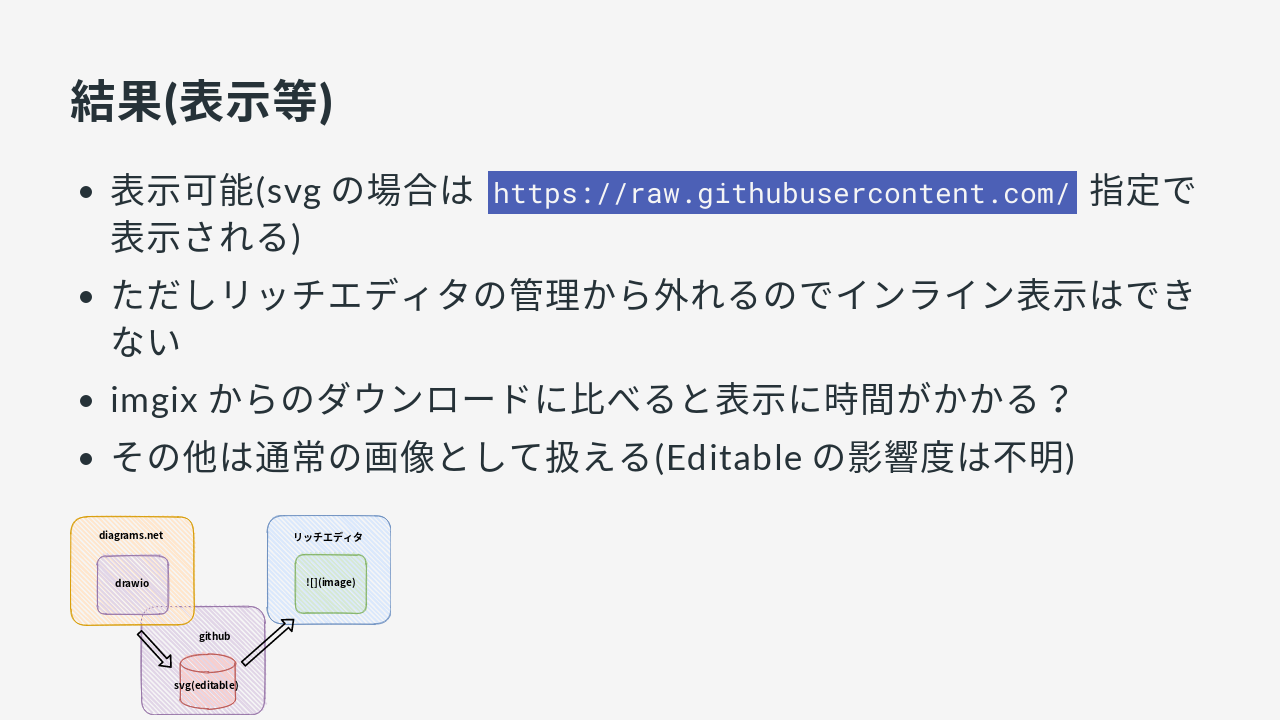 結果(表示等)
表示可能(svg の場合は https://raw.githubusercontent.com/ 指定で
表示される)
ただしリッチエディタの管理から外れるのでインライン表示はでき
ない
imgix からのダウンロードに比べると表示に時間がかかる？
その他は通常の画像として扱える(Editable の影響度は不明)
diagrams.net
drawio
リッチエディタ
![](image)
github
svg(editable)